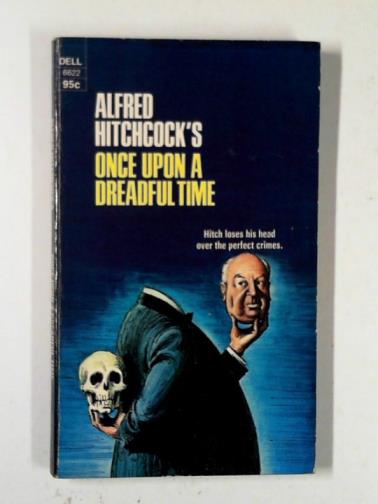 DELL
6622
95c
ALFRED
HITCHCOCK'S
ONCE UPON A
DREADFUL TIME
Hitch loses his head
over the perfect crimes.